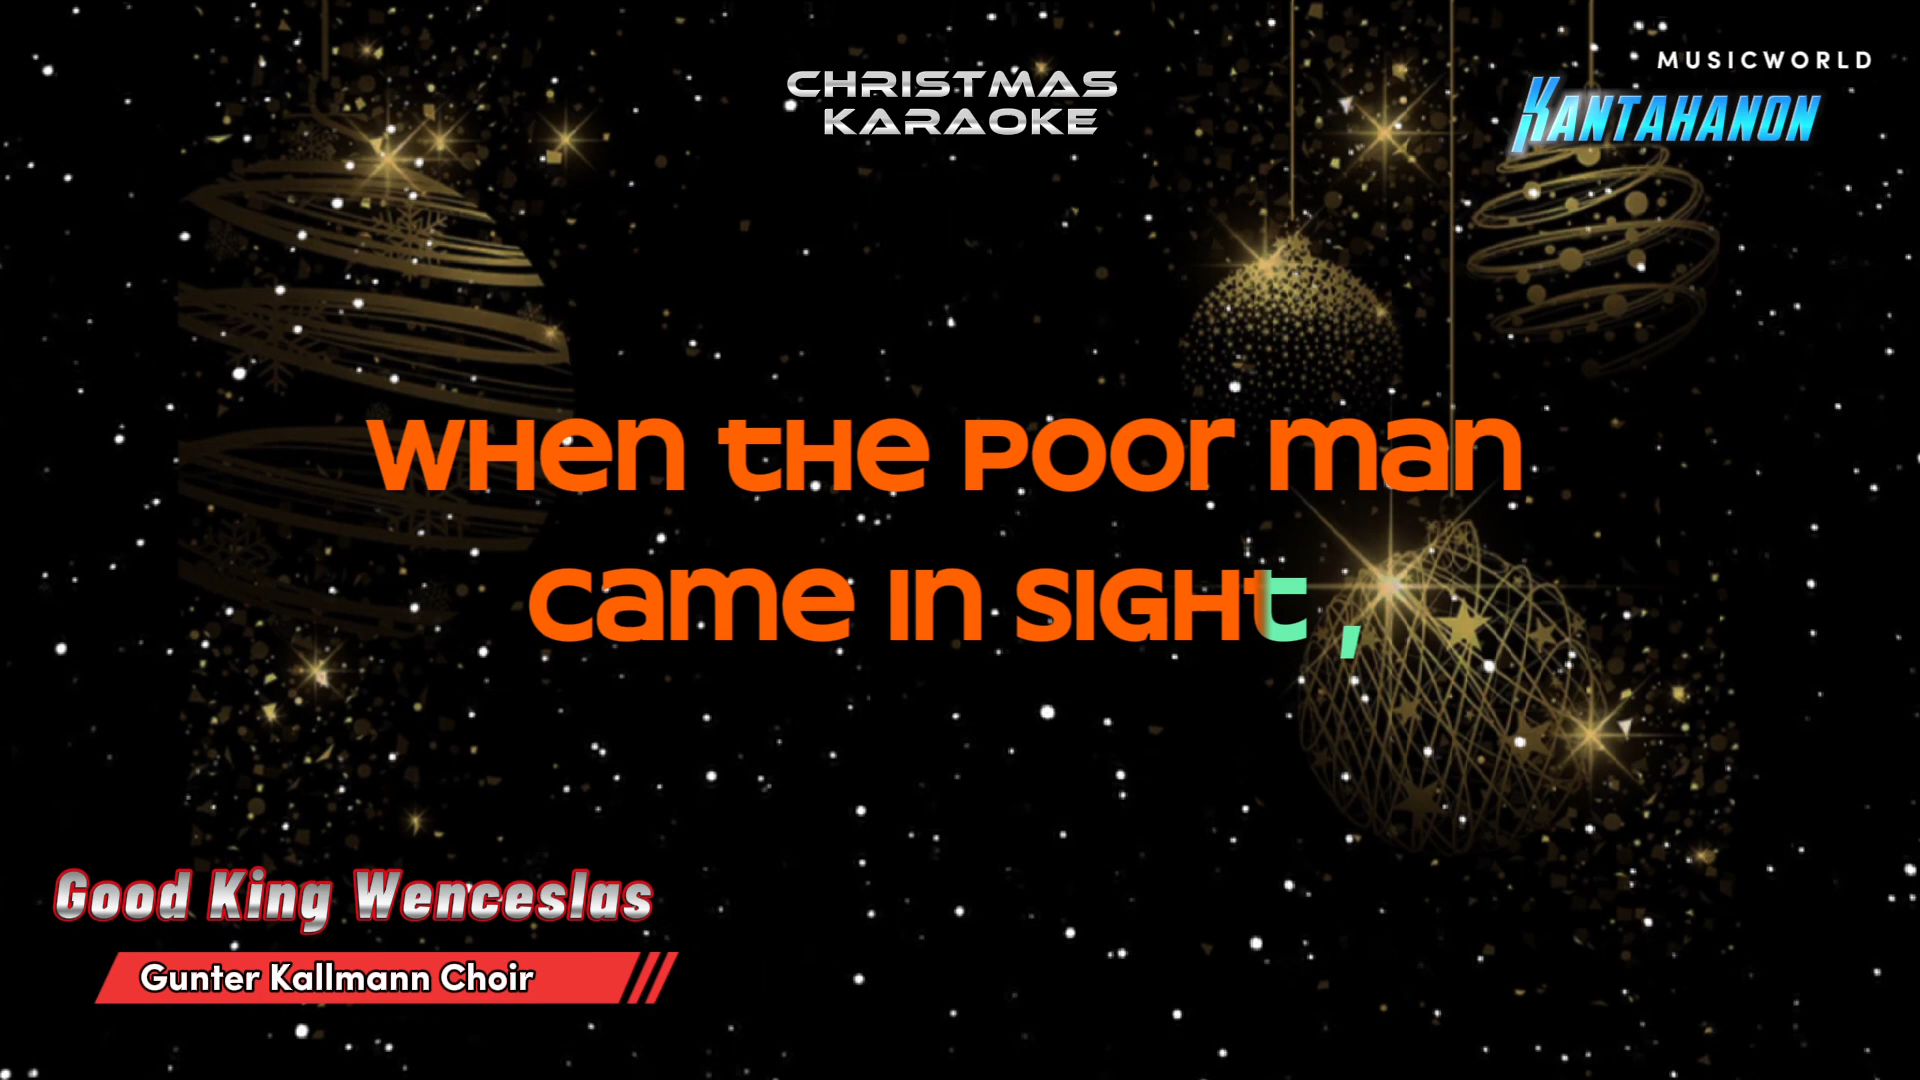 CHRISTMAS
KARAOKE
MUSICWORLD
KANTAHANON
WHen tHe POOR man
came In SIGHt ,
Good King Wenceslas
Gunter Kallmann Choir